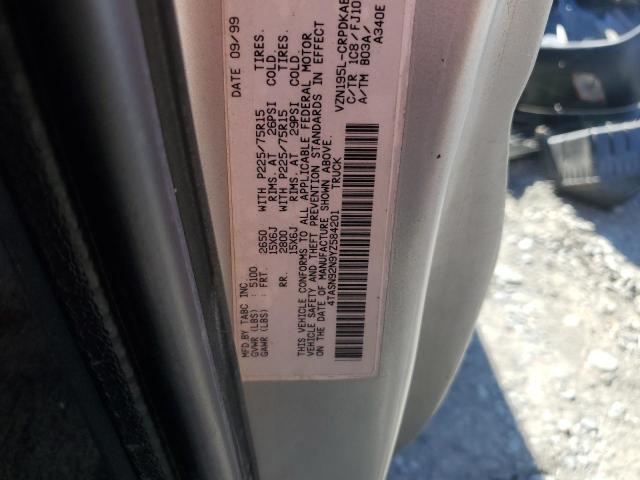 MFD.BY TABC INC DATE 09/99
GVWR (LBS) : 5100
GAWR (LBS) : FRT. 2650 WITH P225/75R15 TIRES.
15X6J RIMS. AT 26PSI COLD.
RR. 2800 WITH P225/75R15 TIRES.
15X6J RIMS. AT 29PSI COLD.
THIS VEHICLE CONFORMS TO ALL APPLICABLE FEDERAL MOTOR
VEHICLE SAFETY AND THEFT PREVENTION STANDARDS IN EFFECT
ON THE DATE OF MANUFACTURE SHOWN ABOVE.
4TASN92N9YZ584201 TRUCK
VZN195L-CRPDKAB
C/TR 1C8/FJ10
A/TM B03A/
A340E